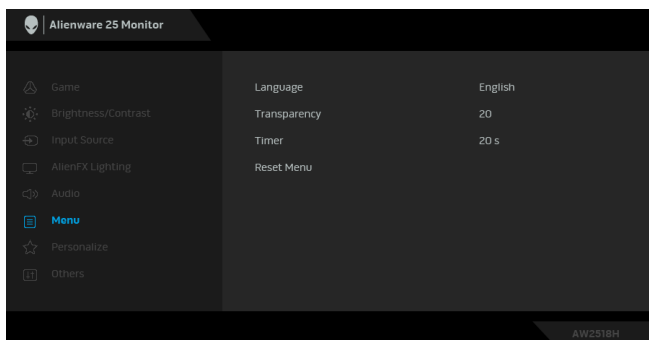 Alienware 25 Monitor
Game
Language English
Brightness/Contrast
Transparency 20
Input Source
Timer 20 s
AlienFX Lighting
Reset Menu
Audio
Menu
Personalize
Others
AW2518H